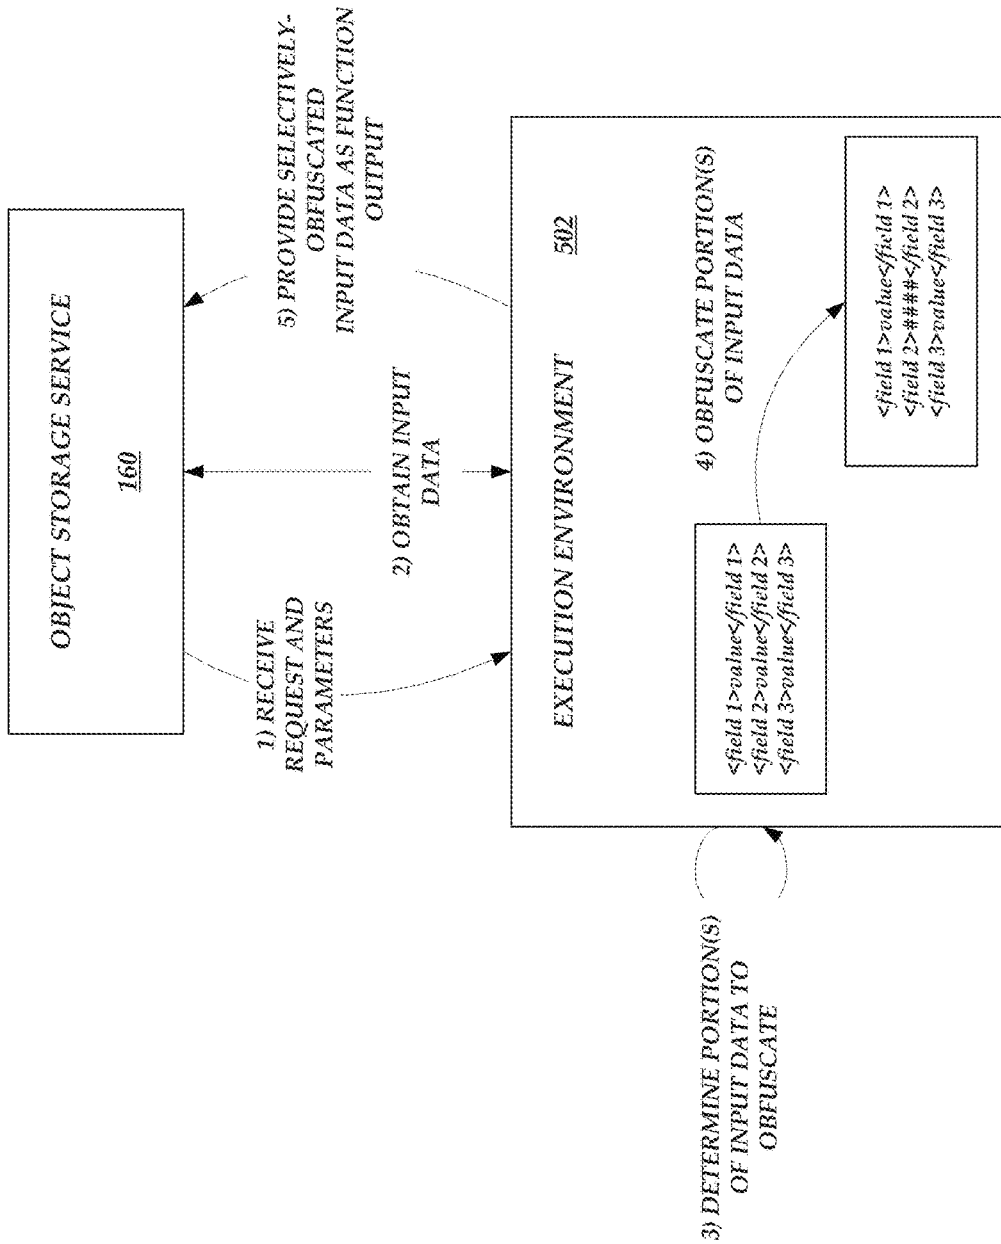 OBJECT STORAGE SERVICE
160
1) RECEIVE
REQUEST AND
PARAMETERS
2) OBTAIN INPUT
DATA
5) PROVIDE SELECTIVELY-
OBFUSCATED
INPUT DATA AS FUNCTION
OUTPUT
3) DETERMINE PORTION(S)
OF INPUT DATA TO
OBFUSCATE
EXECUTION ENVIRONMENT
502
<field 1>value</field 1>
<field 2>value</field 2>
<field 3>value</field 3>
4) OBFUSCATE PORTION(S)
OF INPUT DATA
<field 1>value</field 1>
<field 2>####</field 2>
<field 3>value</field 3>